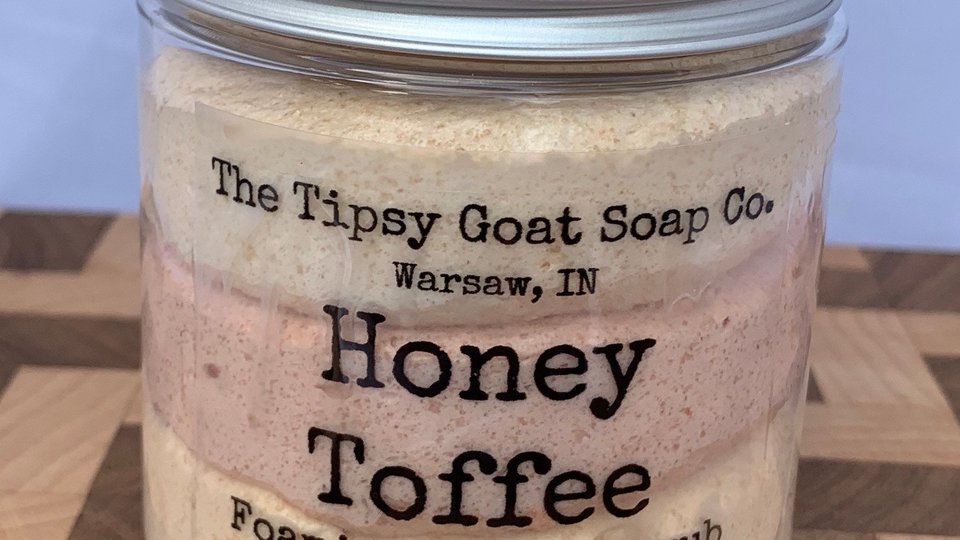 The Tipsy Goat Soap Co.
Warsaw, IN
Honey
Toffee